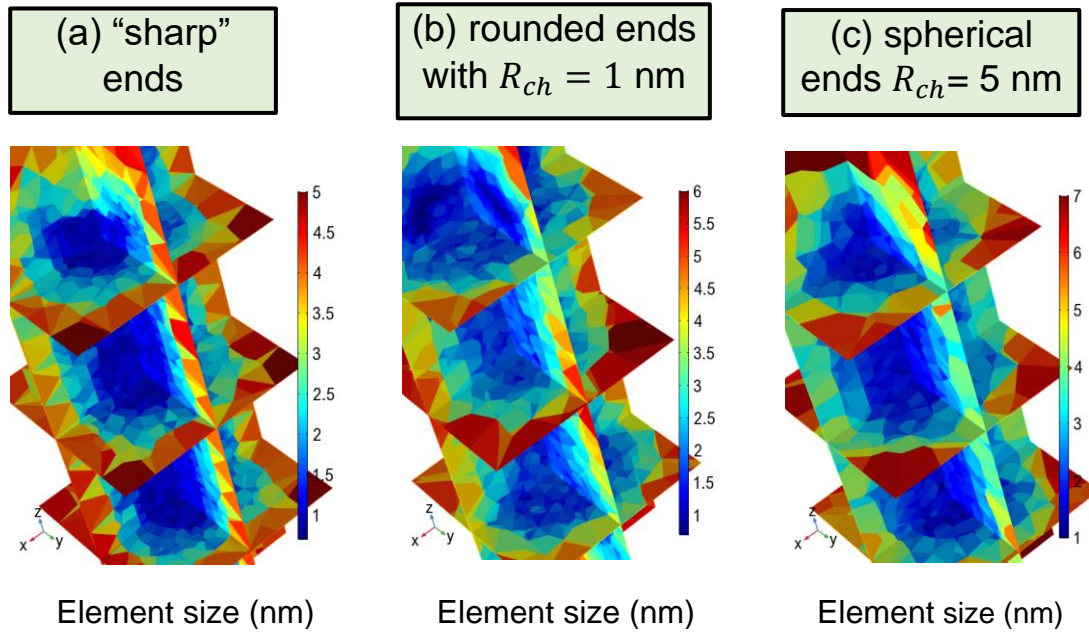 (a) “sharp”
ends
(b) rounded ends
with R_ch = 1 nm
(c) spherical
ends R_ch= 5 nm
5
4.5
4
3.5
3
2.5
2
1.5
1
z
x
y
6
5.5
5
4.5
4
3.5
3
2.5
2
1.5
1
z
x
y
7
6
5
4
3
2
1
z
x
y
Element size (nm)
Element size (nm)
Element size (nm)